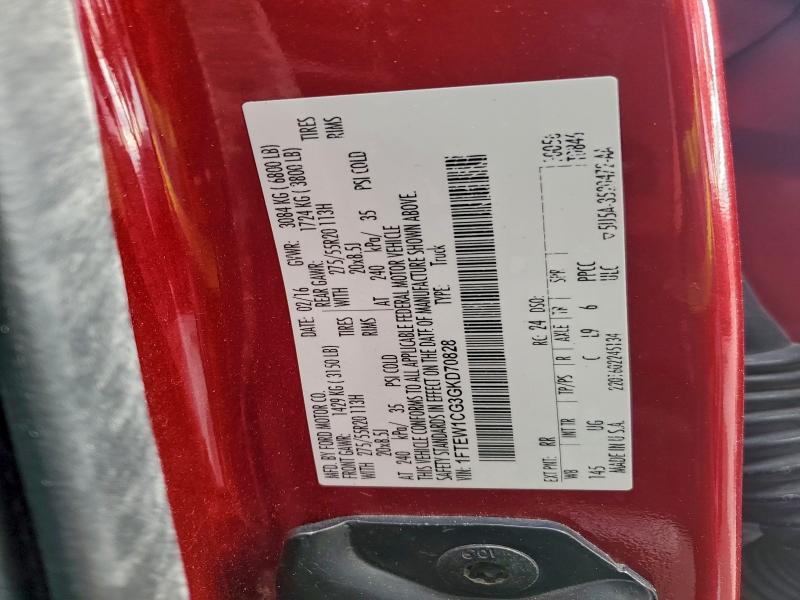 MFD. BY FORD MOTOR CO.
DATE: 02/16 GVWR: 3084 KG ( 6800 LB)
FRONT GAWR: 1429 KG ( 3150 LB) REAR GAWR: 1724 KG ( 3800 LB)
WITH 275/55R20 113H TIRES WITH 275/55R20 113H TIRES
20x8.5J RIMS 20x8.5J RIMS
AT 240 kPa/ 35 PSI COLD AT 240 kPa/ 35 PSI COLD
THIS VEHICLE CONFORMS TO ALL APPLICABLE FEDERAL MOTOR VEHICLE
SAFETY STANDARDS IN EFFECT ON THE DATE OF MANUFACTURE SHOWN ABOVE.
VIN: 1FTEW1CG3GKD70828 TYPE: Truck
EXT PNT: RR RC: 24 DSO:
WB INT TR TP/PS R AXLE TR SPR
145 UG C L9 6 PPCC
MADE IN U.S.A. 2201602245134 ULC